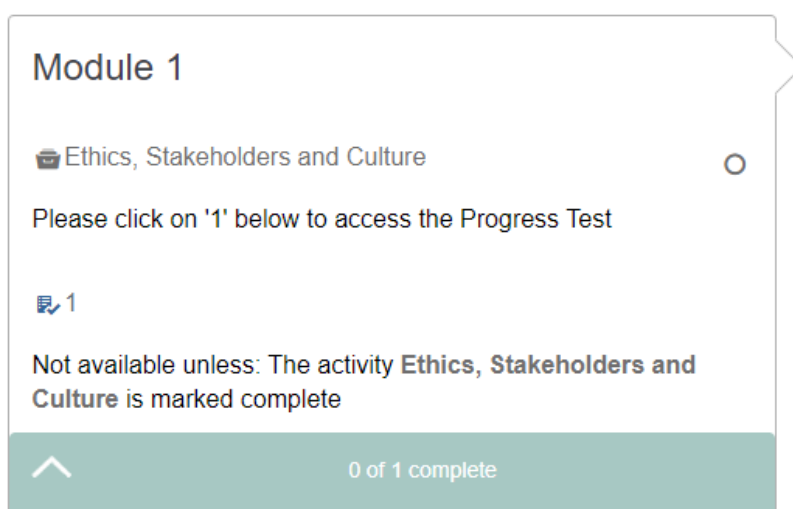 Module 1
Ethics, Stakeholders and Culture
Please click on '1' below to access the Progress Test
1
Not available unless: The activity Ethics, Stakeholders and
Culture is marked complete
0 of 1 complete